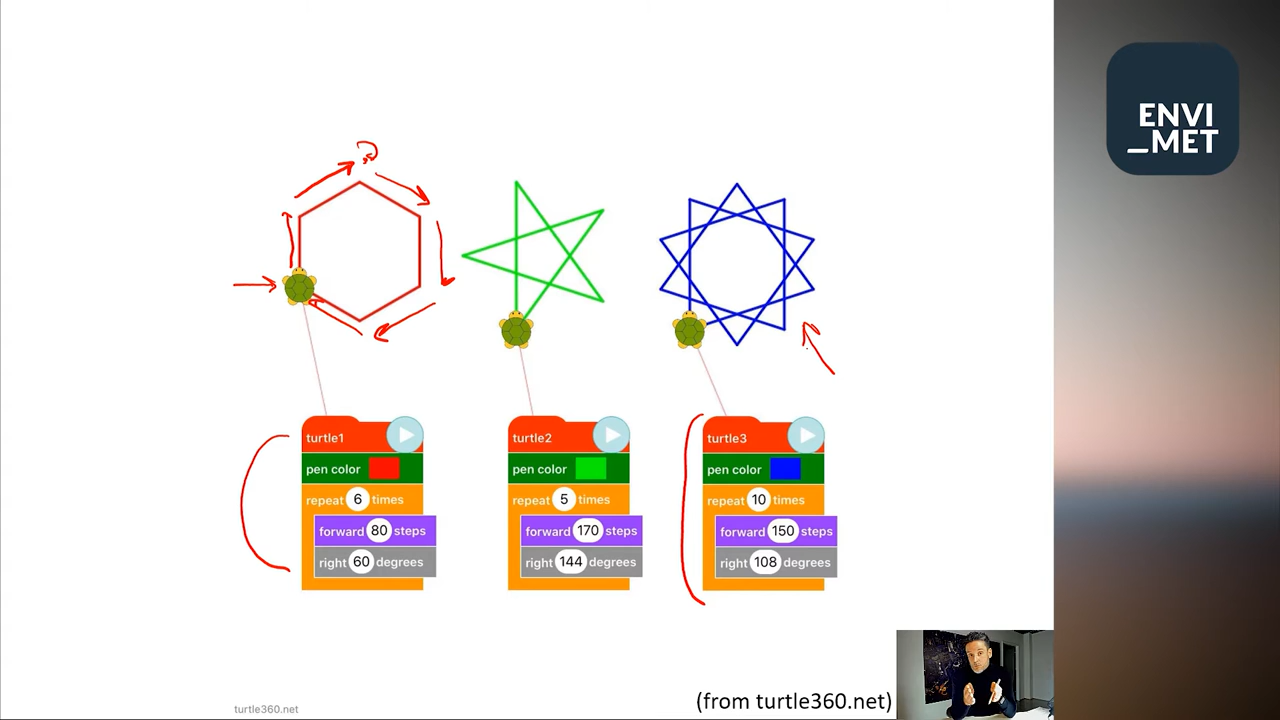 ENVI
_MET
turtle1
pen color
repeat 6 times
forward 80 steps
right 60 degrees
turtle2
pen color
repeat 5 times
forward 170 steps
right 144 degrees
turtle3
pen color
repeat 10 times
forward 150 steps
right 108 degrees
(from turtle360.net)
turtle360.net